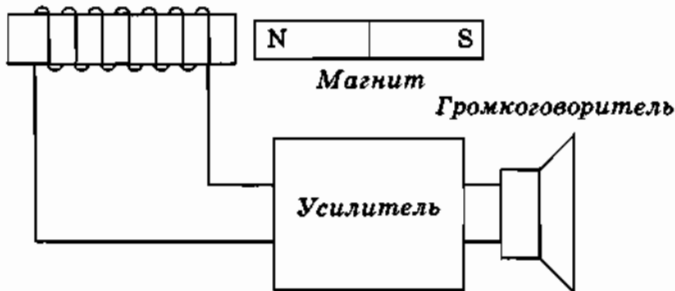 N S
Магнит
Громкоговоритель
Усилитель